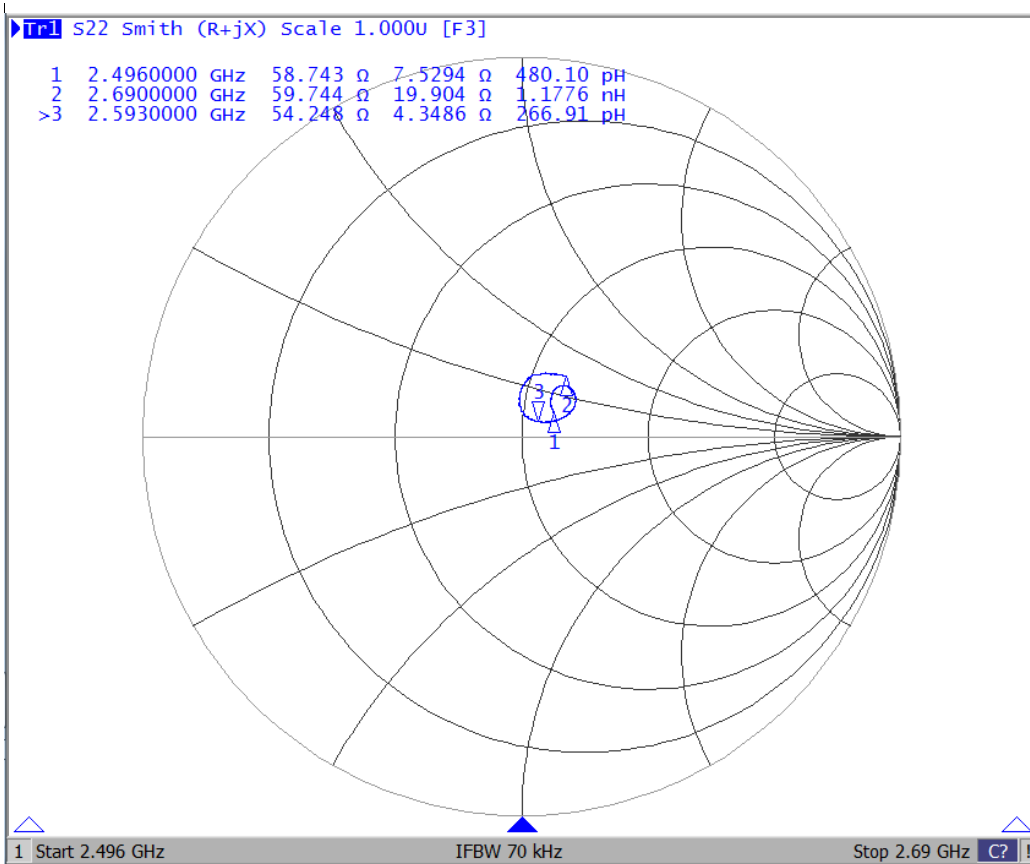 Tr1 S22 Smith (R+jX) Scale 1.000U [F3]
1 2.4960000 GHz 58.743 Ω 7.5294 Ω 480.10 pH
2 2.6900000 GHz 59.744 Ω 19.904 Ω 1.1776 nH
>3 2.5930000 GHz 54.248 Ω 4.3486 Ω 266.91 pH
3
2
1
1 Start 2.496 GHz IFBW 70 kHz Stop 2.69 GHz C? !